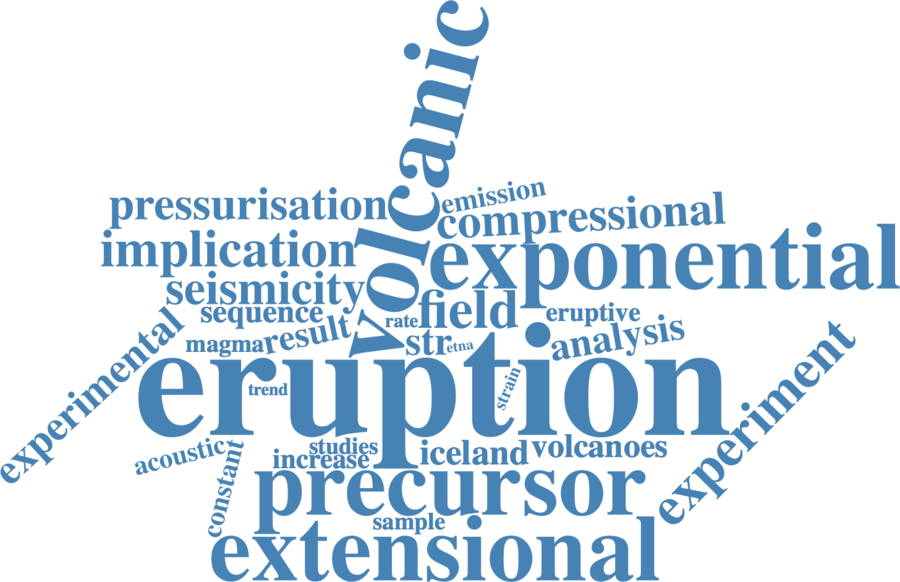 volcanic
emission
pressurisation
compressional
implication
exponential
seismicity
sequence
field
eruptive
rate
experimental
magma
result
str
etna
analysis
experiment
eruption
trend
strain
acoustic
constant
studies
increase
iceland
volcanoes
precursor
sample
extensional